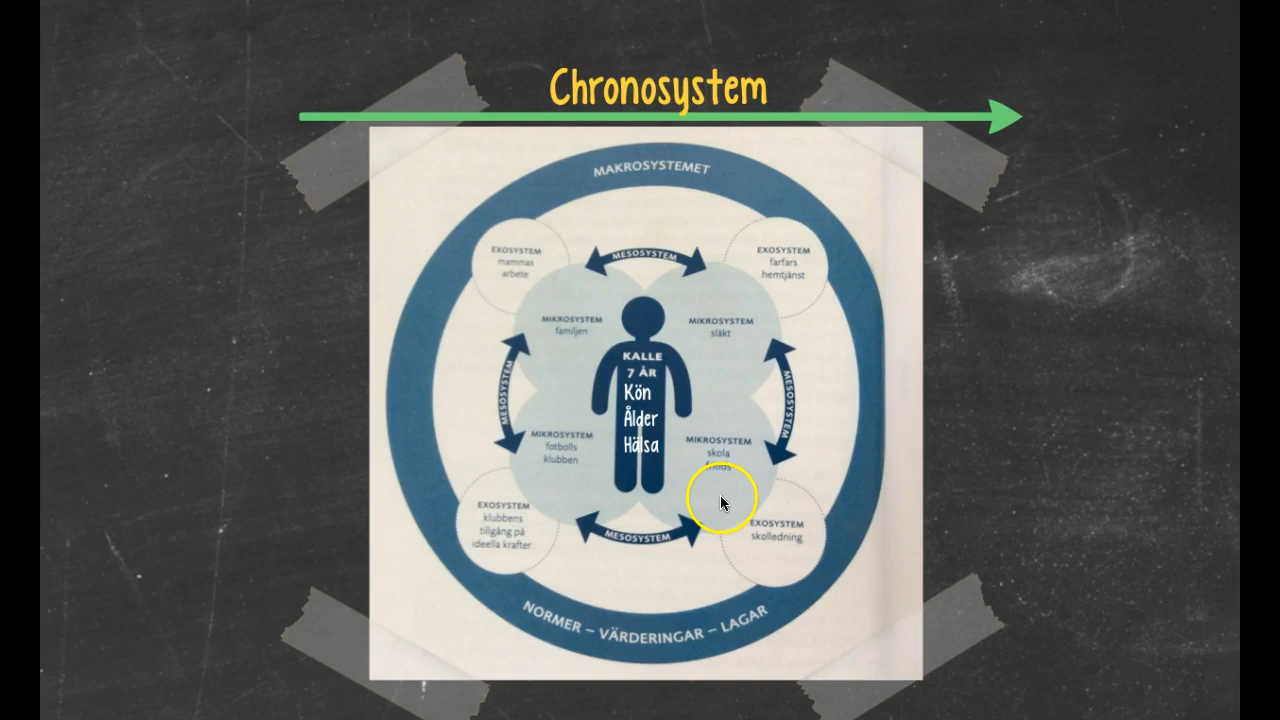 Chronosystem
MAKROSYSTEMET
EXOSYSTEM
mammas
arbete
MESOSYSTEM
EXOSYSTEM
farfars
hemtjänst
MIKROSYSTEM
familjen
MIKROSYSTEM
släkt
KALLE
7 ÅR
Kön
Ålder
Hälsa
MESOSYSTEM
MESOSYSTEM
MIKROSYSTEM
fotbolls
klubben
MIKROSYSTEM
skola
EXOSYSTEM
klubbens
tillgång på
ideella krafter
MESOSYSTEM
EXOSYSTEM
skolledning
NORMER – VÄRDERINGAR – LAGAR